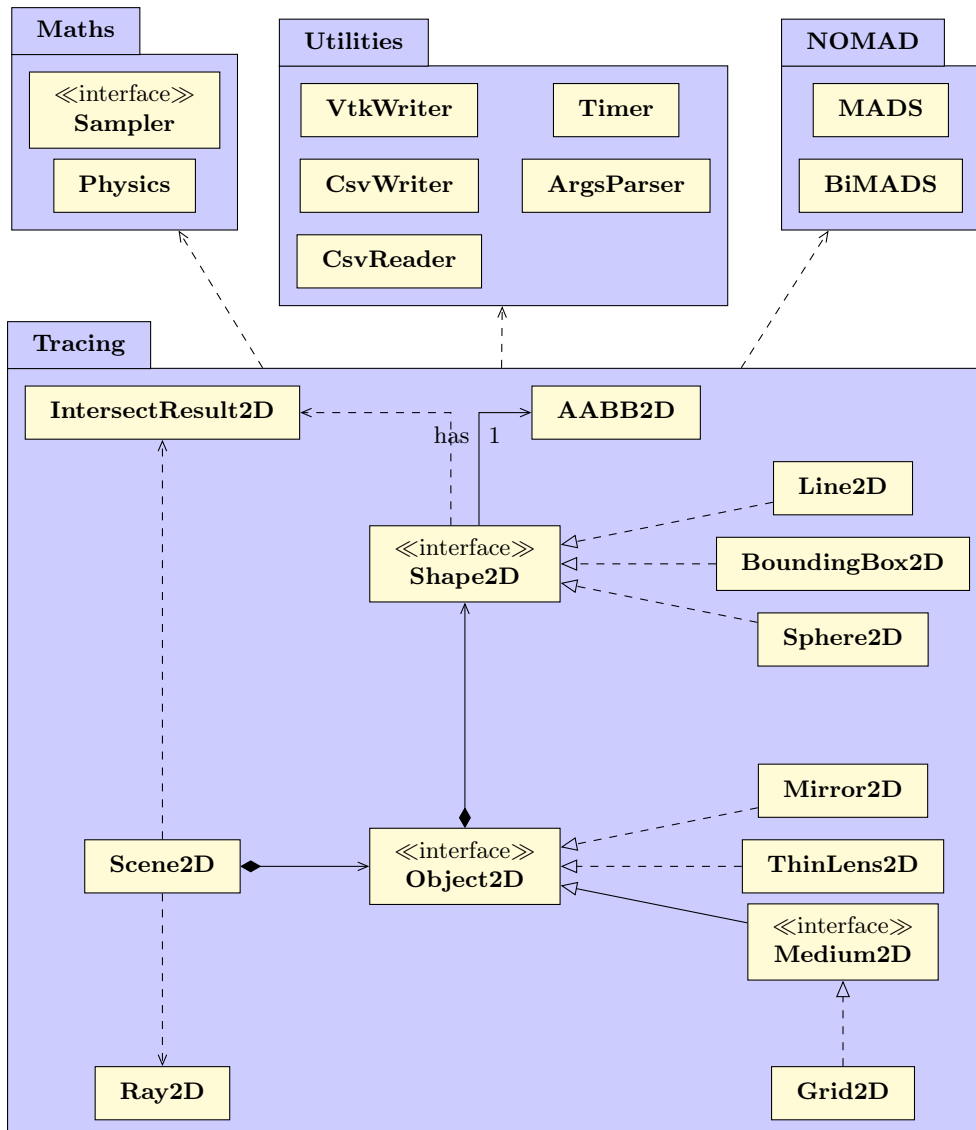 Maths
≪interface≫
Sampler
Physics
Utilities
VtkWriter
Timer
CsvWriter
ArgsParser
CsvReader
NOMAD
MADS
BiMADS
Tracing
IntersectResult2D
AABB2D
has 1
Line2D
≪interface≫
Shape2D
BoundingBox2D
Sphere2D
Mirror2D
Scene2D
≪interface≫
Object2D
ThinLens2D
≪interface≫
Medium2D
Ray2D
Grid2D